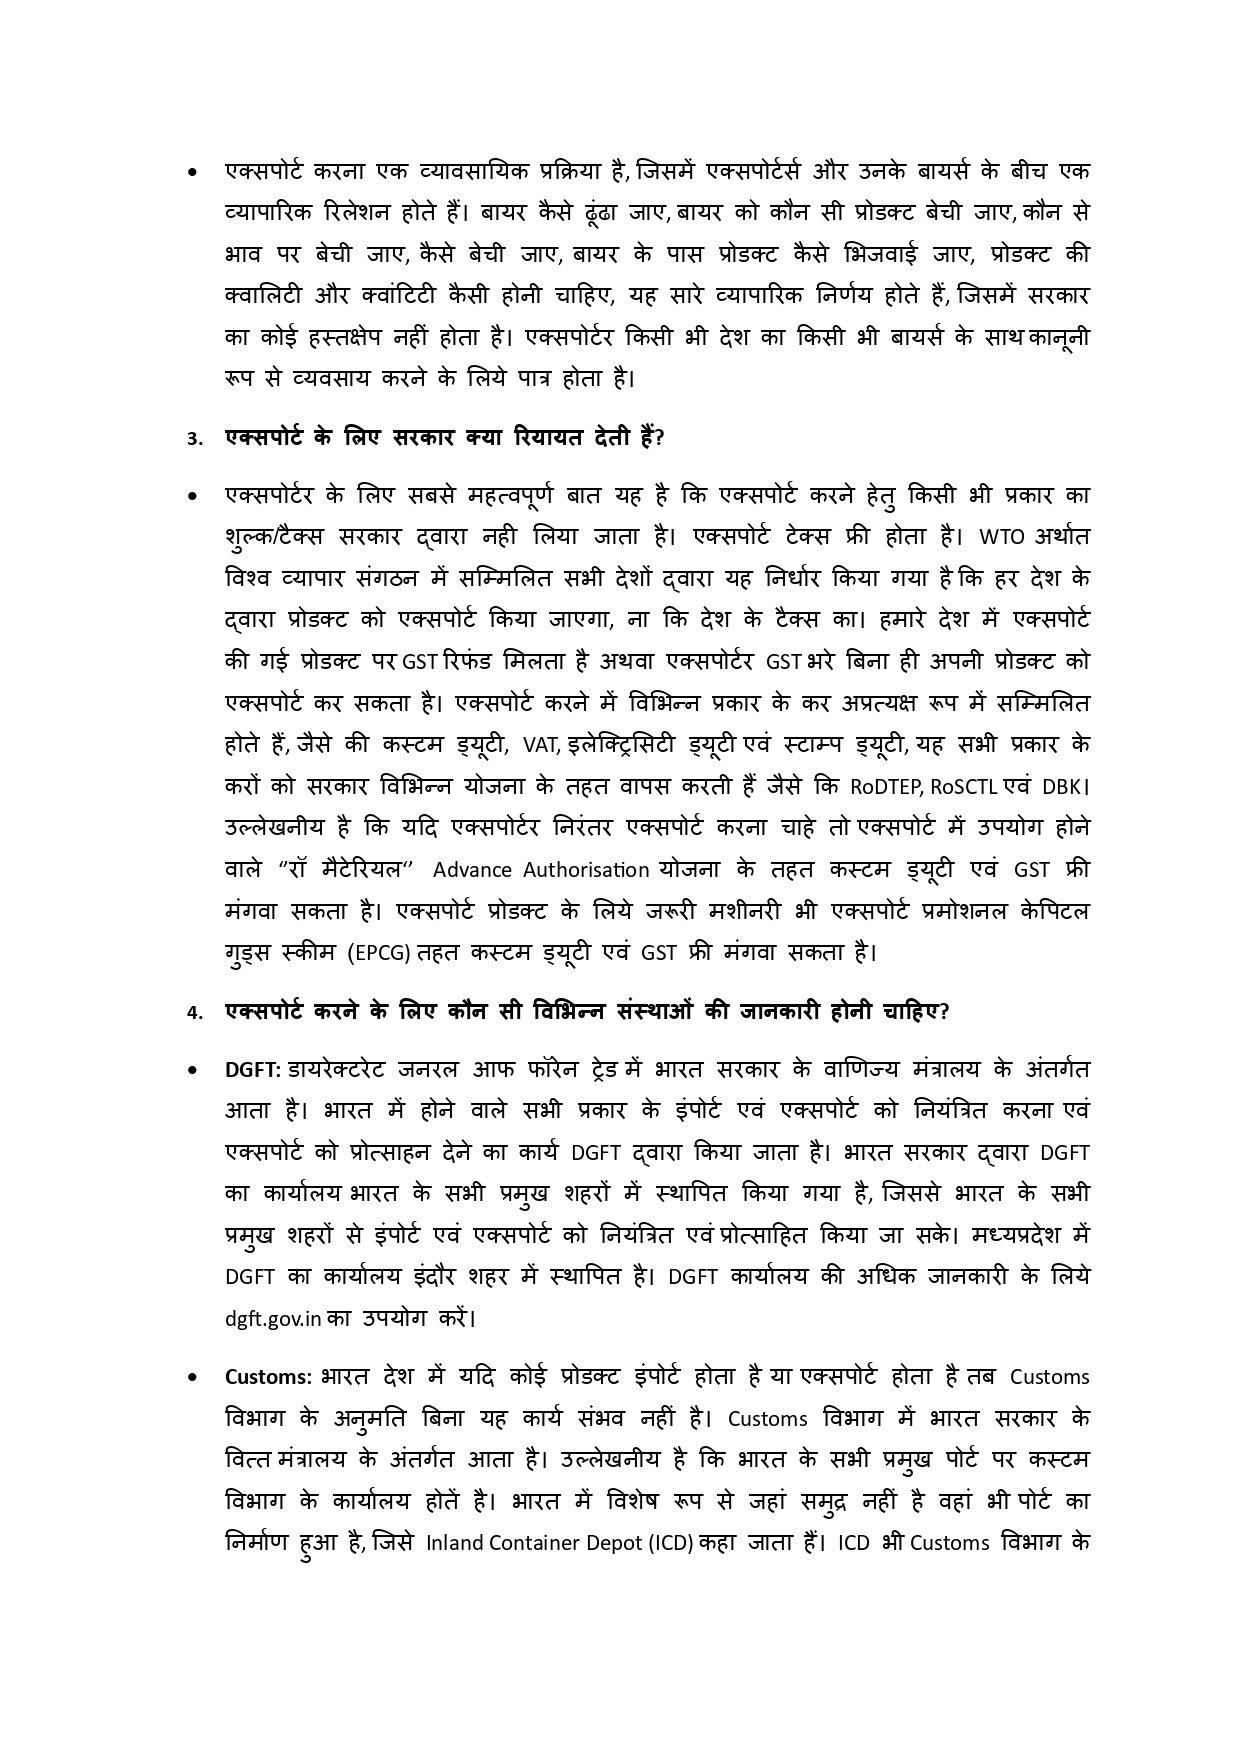 • एक्सपोर्ट करना एक व्यावसायिक प्रक्रिया है, जिसमें एक्सपोर्टर्स और उनके बायर्स के बीच एक
व्यापारिक रिलेशन होते हैं। बायर कैसे ढूंढा जाए, बायर को कौन सी प्रोडक्ट बेची जाए, कौन से
भाव पर बेची जाए, कैसे बेची जाए, बायर के पास प्रोडक्ट कैसे भिजवाई जाए, प्रोडक्ट की
क्वालिटी और क्वांटिटी कैसी होनी चाहिए, यह सारे व्यापारिक निर्णय होते हैं, जिसमें सरकार
का कोई हस्तक्षेप नहीं होता है। एक्सपोर्टर किसी भी देश का किसी भी बायर्स के साथ कानूनी
रूप से व्यवसाय करने के लिये पात्र होता है।
3. एक्सपोर्ट के लिए सरकार क्या रियायत देती हैं?
• एक्सपोर्टर के लिए सबसे महत्वपूर्ण बात यह है कि एक्सपोर्ट करने हेतु किसी भी प्रकार का
शुल्क/टैक्स सरकार द्वारा नही लिया जाता है। एक्सपोर्ट टेक्स फ्री होता है। WTO अर्थात
विश्व व्यापार संगठन में सम्मिलित सभी देशों द्वारा यह निर्धार किया गया है कि हर देश के
द्वारा प्रोडक्ट को एक्सपोर्ट किया जाएगा, ना कि देश के टैक्स का। हमारे देश में एक्सपोर्ट
की गई प्रोडक्ट पर GST रिफंड मिलता है अथवा एक्सपोर्टर GST भरे बिना ही अपनी प्रोडक्ट को
एक्सपोर्ट कर सकता है। एक्सपोर्ट करने में विभिन्न प्रकार के कर अप्रत्यक्ष रूप में सम्मिलित
होते हैं, जैसे की कस्टम ड्यूटी, VAT, इलेक्ट्रिसिटी ड्यूटी एवं स्टाम्प ड्यूटी, यह सभी प्रकार के
करों को सरकार विभिन्न योजना के तहत वापस करती हैं जैसे कि RoDTEP, RoSCTL एवं DBK।
उल्लेखनीय है कि यदि एक्सपोर्टर निरंतर एक्सपोर्ट करना चाहे तो एक्सपोर्ट में उपयोग होने
वाले “रॉ मैटेरियल“ Advance Authorisation योजना के तहत कस्टम ड्यूटी एवं GST फ्री
मंगवा सकता है। एक्सपोर्ट प्रोडक्ट के लिये जरूरी मशीनरी भी एक्सपोर्ट प्रमोशनल केपिटल
गुड्स स्कीम (EPCG) तहत कस्टम ड्यूटी एवं GST फ्री मंगवा सकता है।
4. एक्सपोर्ट करने के लिए कौन सी विभिन्न संस्थाओं की जानकारी होनी चाहिए?
• DGFT: डायरेक्टरेट जनरल आफ फॉरेन ट्रेड में भारत सरकार के वाणिज्य मंत्रालय के अंतर्गत
आता है। भारत में होने वाले सभी प्रकार के इंपोर्ट एवं एक्सपोर्ट को नियंत्रित करना एवं
एक्सपोर्ट को प्रोत्साहन देने का कार्य DGFT द्वारा किया जाता है। भारत सरकार द्वारा DGFT
का कार्यालय भारत के सभी प्रमुख शहरों में स्थापित किया गया है, जिससे भारत के सभी
प्रमुख शहरों से इंपोर्ट एवं एक्सपोर्ट को नियंत्रित एवं प्रोत्साहित किया जा सके। मध्यप्रदेश में
DGFT का कार्यालय इंदौर शहर में स्थापित है। DGFT कार्यालय की अधिक जानकारी के लिये
dgft.gov.in का उपयोग करें।
• Customs: भारत देश में यदि कोई प्रोडक्ट इंपोर्ट होता है या एक्सपोर्ट होता है तब Customs
विभाग के अनुमति बिना यह कार्य संभव नहीं है। Customs विभाग में भारत सरकार के
वित्त मंत्रालय के अंतर्गत आता है। उल्लेखनीय है कि भारत के सभी प्रमुख पोर्ट पर कस्टम
विभाग के कार्यालय होतें है। भारत में विशेष रूप से जहां समुद्र नहीं है वहां भी पोर्ट का
निर्माण हुआ है, जिसे Inland Container Depot (ICD) कहा जाता हैं। ICD भी Customs विभाग के